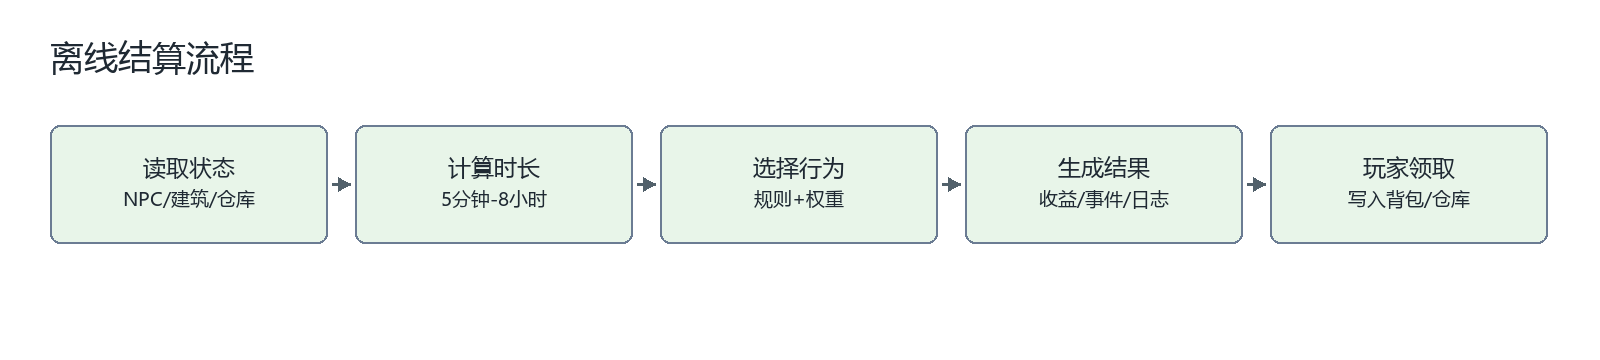 离线结算流程
读取状态
NPC/建筑/仓库
计算时长
5分钟-8小时
选择行为
规则+权重
生成结果
收益/事件/日志
玩家领取
写入背包/仓库